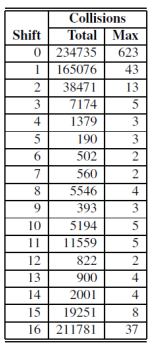 Collisions
Shift Total Max
0 234735 623
1 165076 43
2 38471 13
3 7174 5
4 1379 3
5 190 3
6 502 2
7 560 2
8 5546 4
9 393 3
10 5194 5
11 11559 5
12 822 2
13 900 4
14 2001 4
15 19251 8
16 211781 37